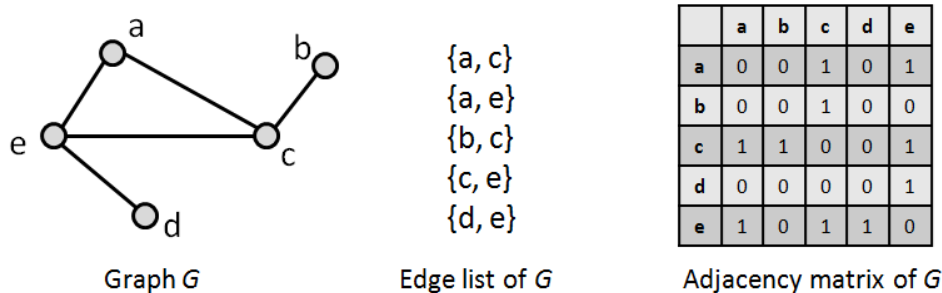 a
b
e
c
d
Graph G
{a, c}
{a, e}
{b, c}
{c, e}
{d, e}
Edge list of G
a b c d e
a 0 0 1 0 1
b 0 0 1 0 0
c 1 1 0 0 1
d 0 0 0 0 1
e 1 0 1 1 0
Adjacency matrix of G